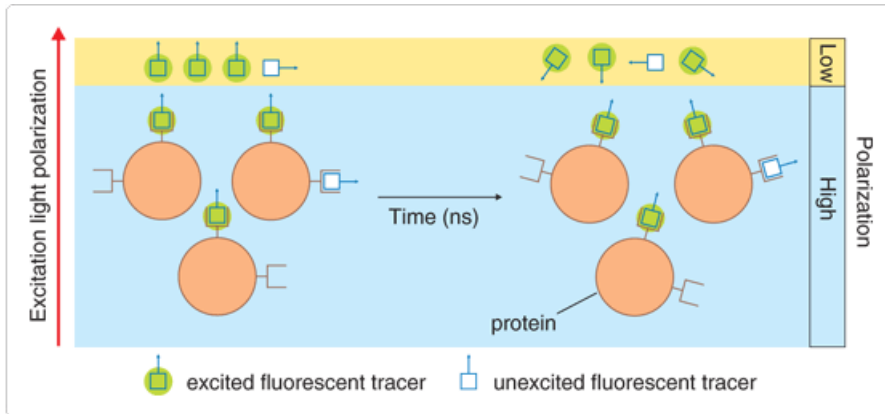 Excitation light polarization
Low
High
Polarization
Time (ns)
protein
excited fluorescent tracer
unexcited fluorescent tracer